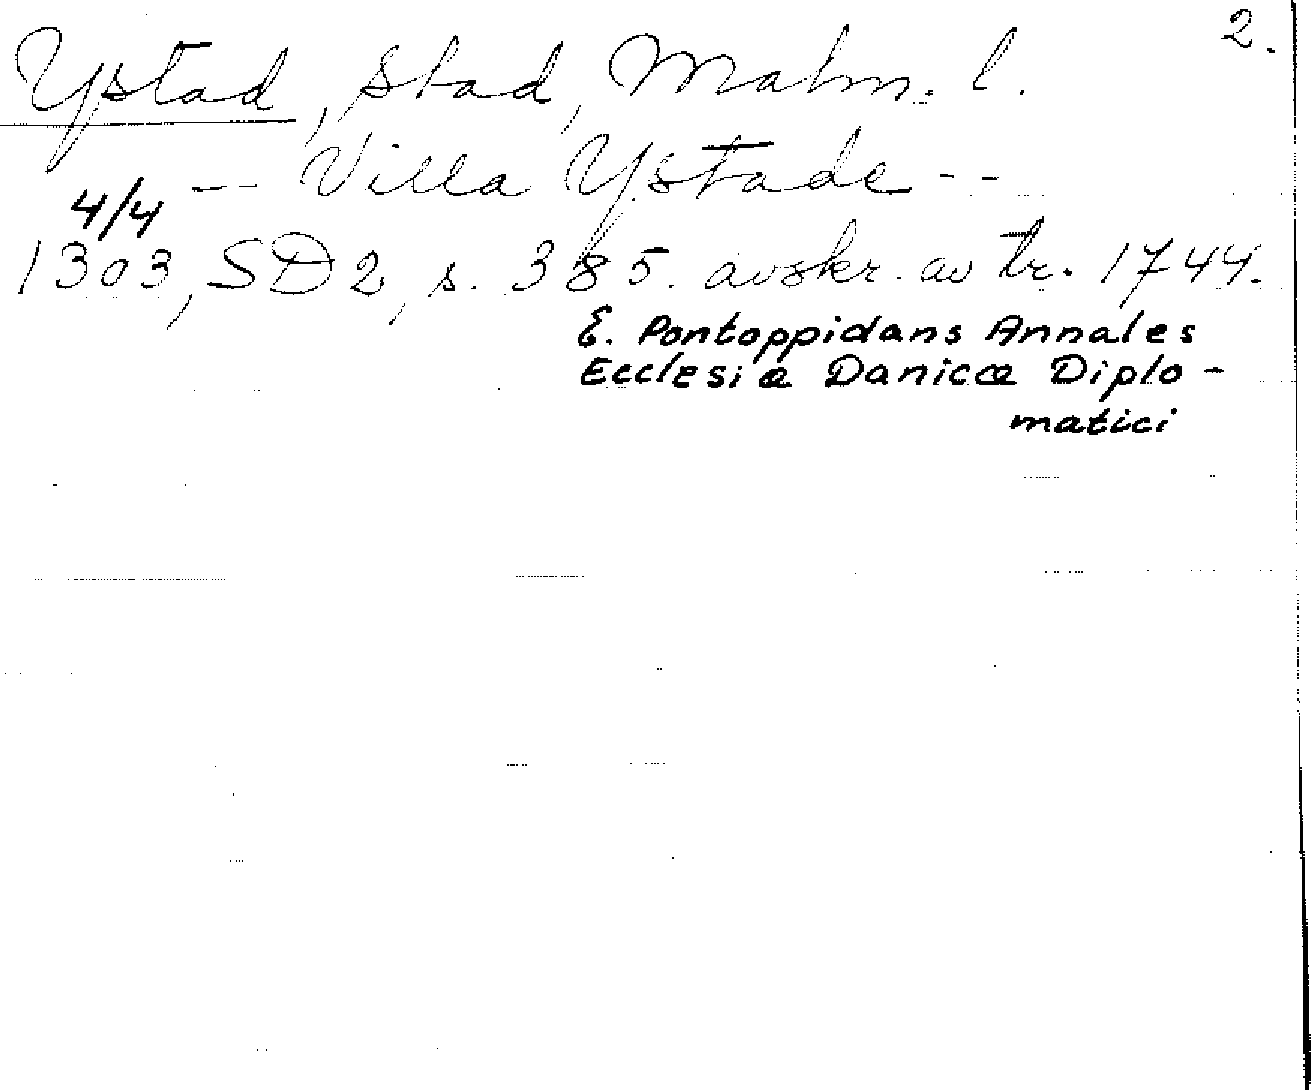 2.
Ystad, stad, Malm. l.
-- Villa Ystade --
4/4
1303, SD 2, s. 385. avskr. av tr. 1744.
E. Pontoppidans Annales
Ecclesiæ Danicæ Diplo-
matici